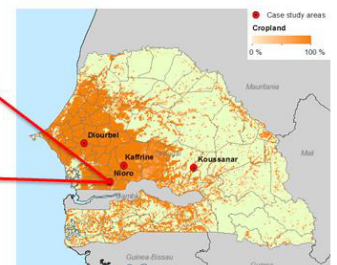 Case study areas
Cropland
0 %
100 %
Mauritania
Diourbel
Kaffrine
Koussanar
Mali
Nioro
Gambia
Guinea-Bissau
Guinea